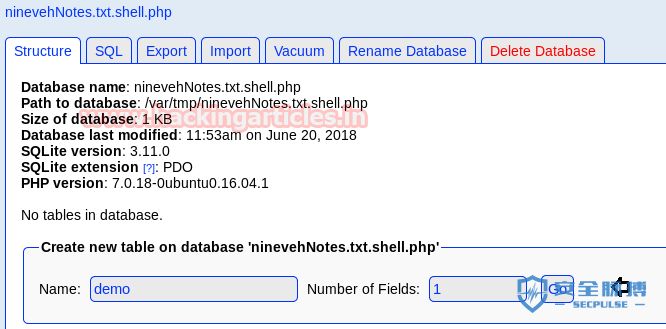 ninevehNotes.txt.shell.php
Structure SQL Export Import Vacuum Rename Database Delete Database
Database name: ninevehNotes.txt.shell.php
Path to database: /var/tmp/ninevehNotes.txt.shell.php
www.hackingarticles.in
Size of database: 1 KB
Database last modified: 11:53am on June 20, 2018
SQLite version: 3.11.0
SQLite extension [?]: PDO
PHP version: 7.0.18-0ubuntu0.16.04.1
No tables in database.
Create new table on database 'ninevehNotes.txt.shell.php'
Name: demo Number of Fields: 1 Go
安全脉搏
SECPULSE